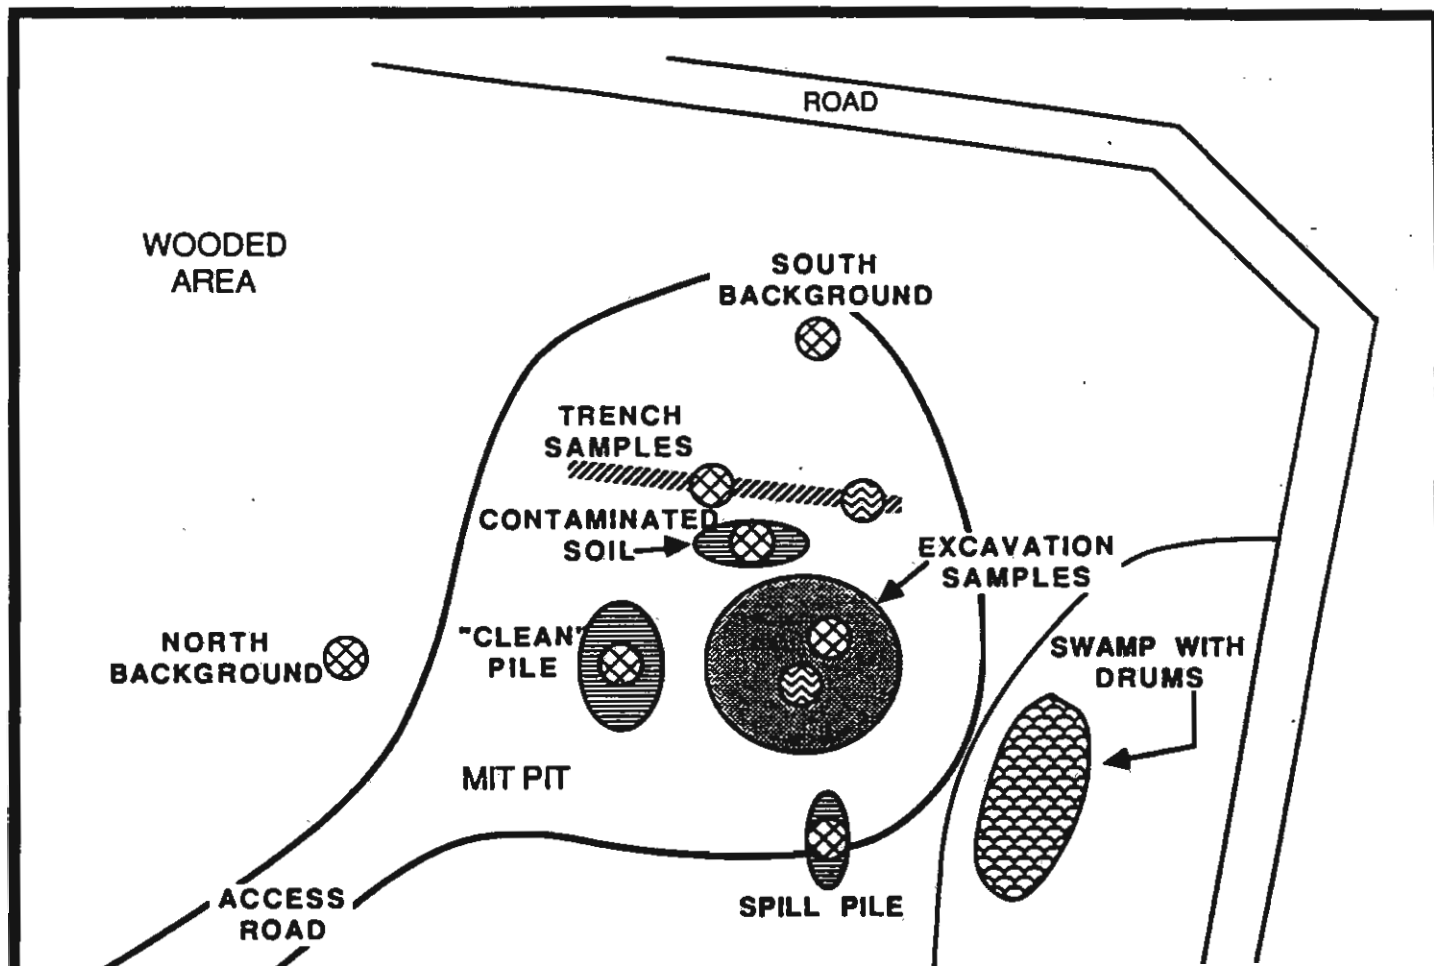 ROAD
WOODED
AREA
SOUTH
BACKGROUND
TRENCH
SAMPLES
CONTAMINATED
SOIL
EXCAVATION
SAMPLES
"CLEAN"
PILE
NORTH
BACKGROUND
SWAMP WITH
DRUMS
MIT PIT
ACCESS
ROAD
SPILL PILE